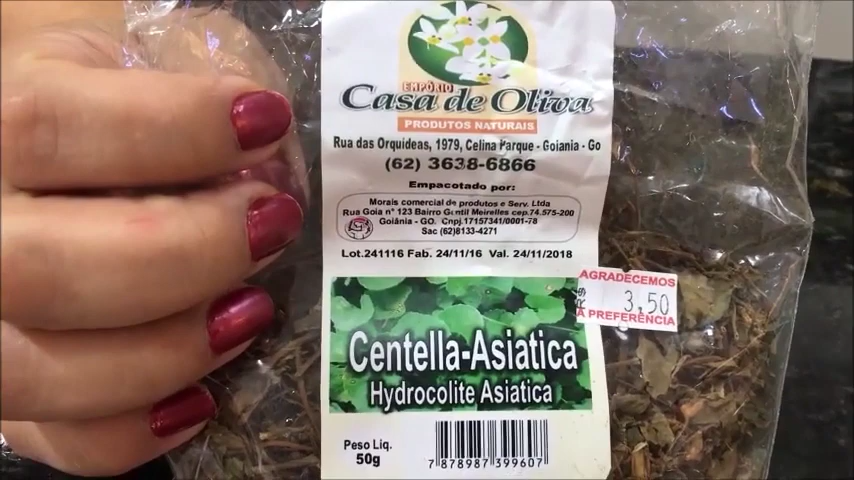 EMPÓRIO
Casa de Oliva
PRODUTOS NATURAIS
Rua das Orquideas, 1979, Celina Parque - Goiania - Go
(62) 3638-6866
Empacotado por:
Morais comercial de produtos e Serv. Ltda
Rua Goia n° 123 Bairro Gentil Meirelles cep.74.575-200
Goiânia - GO. Cnpj.17157341/0001-78
Sac (62)8133-4271
Lot.241116 Fab. 24/11/16 Val. 24/11/2018
AGRADECEMOS
R$ 3,50
A PREFERÊNCIA
Centella-Asiatica
Hydrocolite Asiatica
Peso Liq.
50g
7 878987 399607